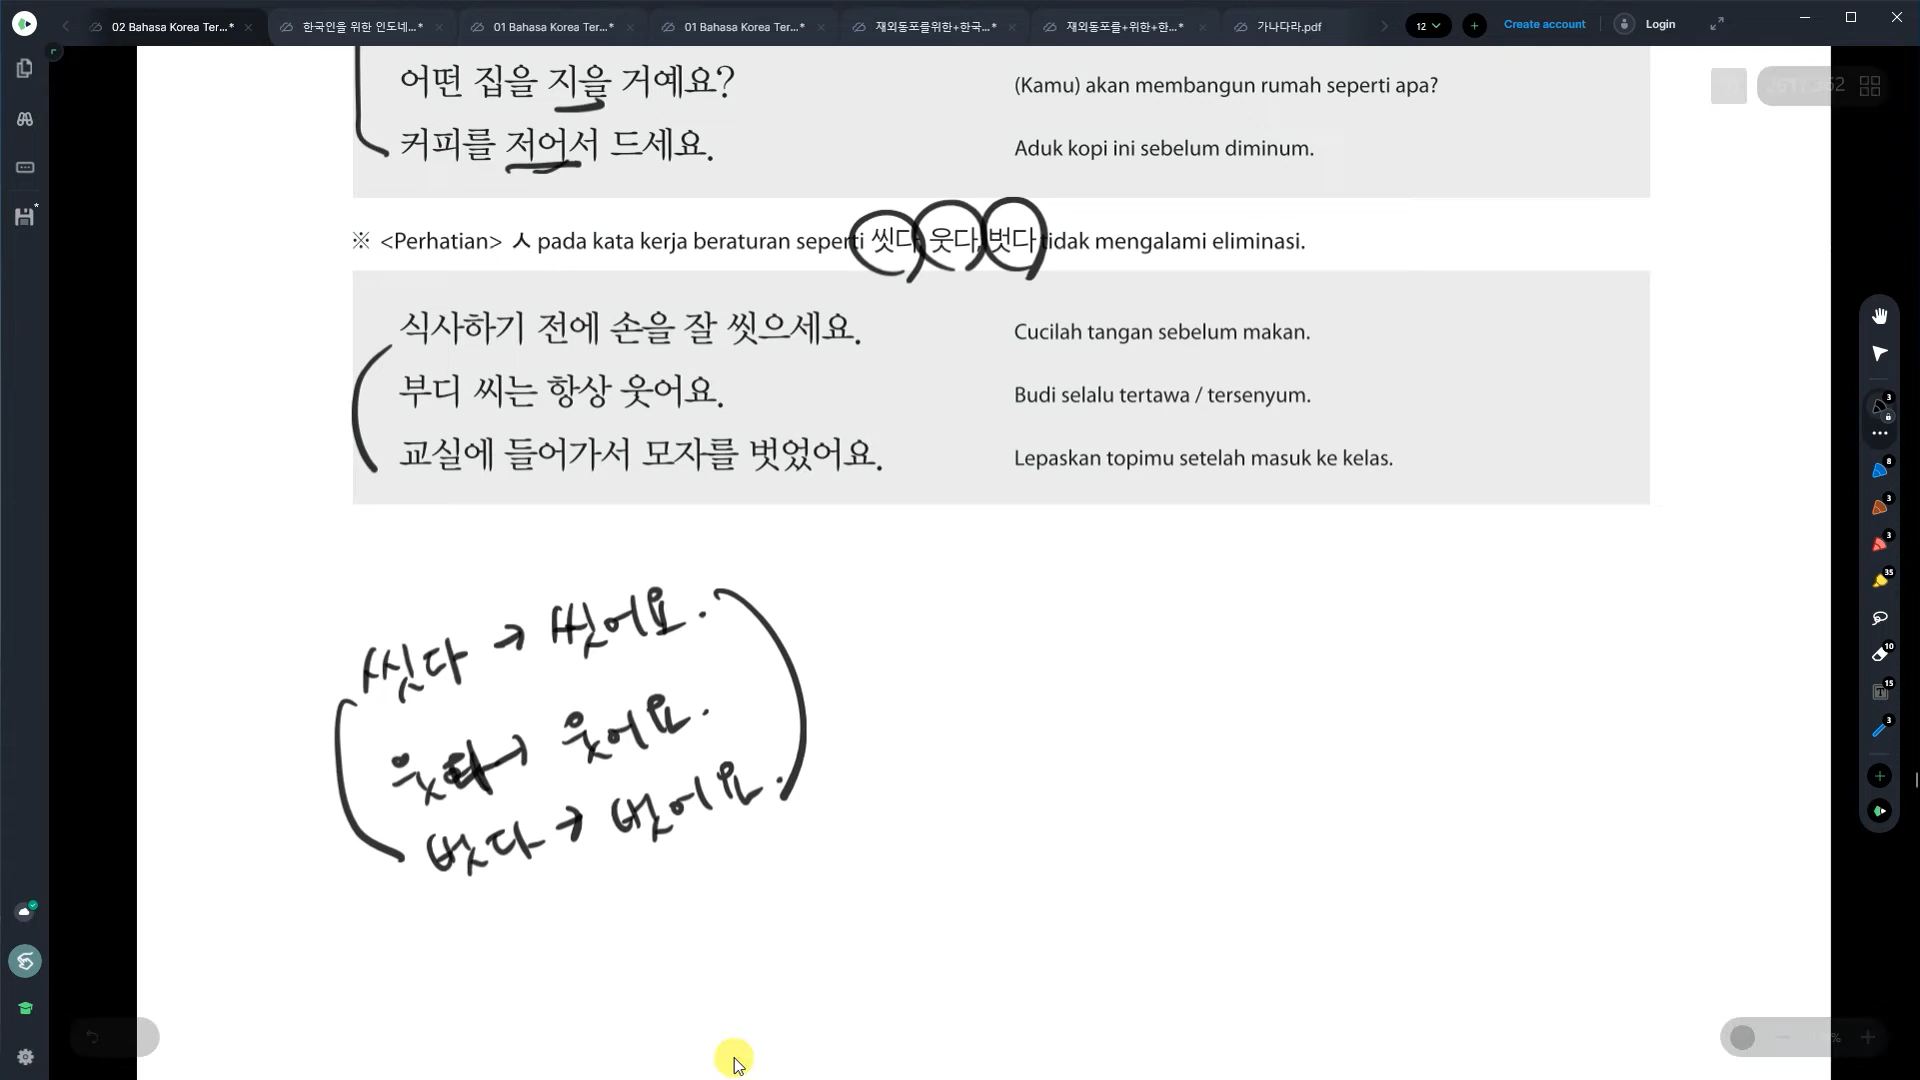 02 Bahasa Korea Ter...*
한국인을 위한 인도네...*
01 Bahasa Korea Ter...*
01 Bahasa Korea Ter...*
재외동포를위한+한국...*
재외동포를+위한+한...*
가나다라.pdf
12
Create account
Login
어떤 집을 지을 거예요? (Kamu) akan membangun rumah seperti apa?
커피를 저어서 드세요. Aduk kopi ini sebelum diminum.
※ <Perhatian> ㅅ pada kata kerja beraturan seperti 씻다, 웃다, 벗다 tidak mengalami eliminasi.
식사하기 전에 손을 잘 씻으세요. Cucilah tangan sebelum makan.
부디 씨는 항상 웃어요. Budi selalu tertawa / tersenyum.
교실에 들어가서 모자를 벗었어요. Lepaskan topimu setelah masuk ke kelas.
씻다 → 씻어요.
웃다 → 웃어요.
벗다 → 벗어요.
3
8
3
3
35
10
15
3